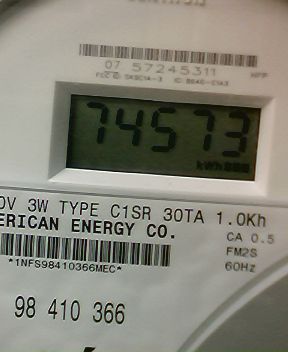 07 57245311
74573
kWh
0V 3W TYPE C1SR 30TA 1.0Kh
ERICAN ENERGY CO.
CA 0.5
FM2S
60Hz
*1NFS98410366MEC*
98 410 366